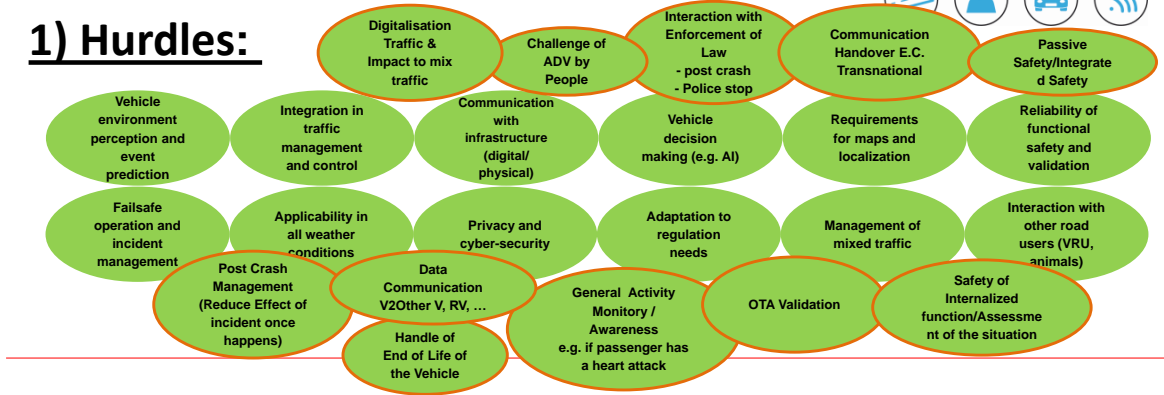 1) Hurdles:
Digitalisation
Traffic &
Impact to mix
traffic
Challenge of
ADV by
People
Interaction with
Enforcement of
Law
- post crash
- Police stop
Communication
Handover E.C.
Transnational
Passive
Safety/Integrate
d Safety
Vehicle
environment
perception and
event
prediction
Integration in
traffic
management
and control
Communication
with
infrastructure
(digital/
physical)
Vehicle
decision
making (e.g. AI)
Requirements
for maps and
localization
Reliability of
functional
safety and
validation
Failsafe
operation and
incident
management
Applicability in
all weather
conditions
Privacy and
cyber-security
Adaptation to
regulation
needs
Management of
mixed traffic
Interaction with
other road
users (VRU,
animals)
Post Crash
Management
(Reduce Effect of
incident once
happens)
Data
Communication
V2Other V, RV, ...
Handle of
End of Life of
the Vehicle
General Activity
Monitory /
Awareness
e.g. if passenger has
a heart attack
OTA Validation
Safety of
Internalized
function/Assessme
nt of the situation